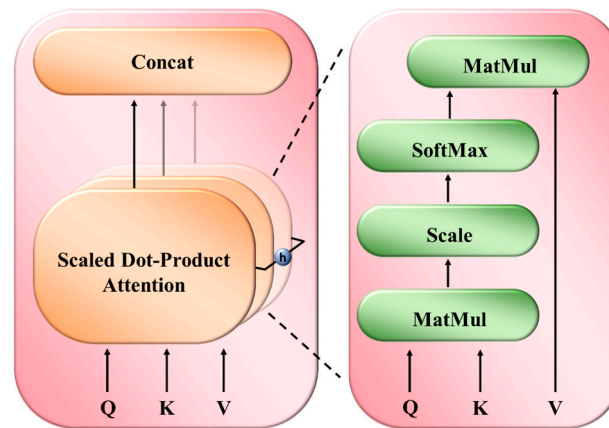 Concat
Scaled Dot-Product
Attention
h
Q K V
MatMul
SoftMax
Scale
MatMul
Q K V